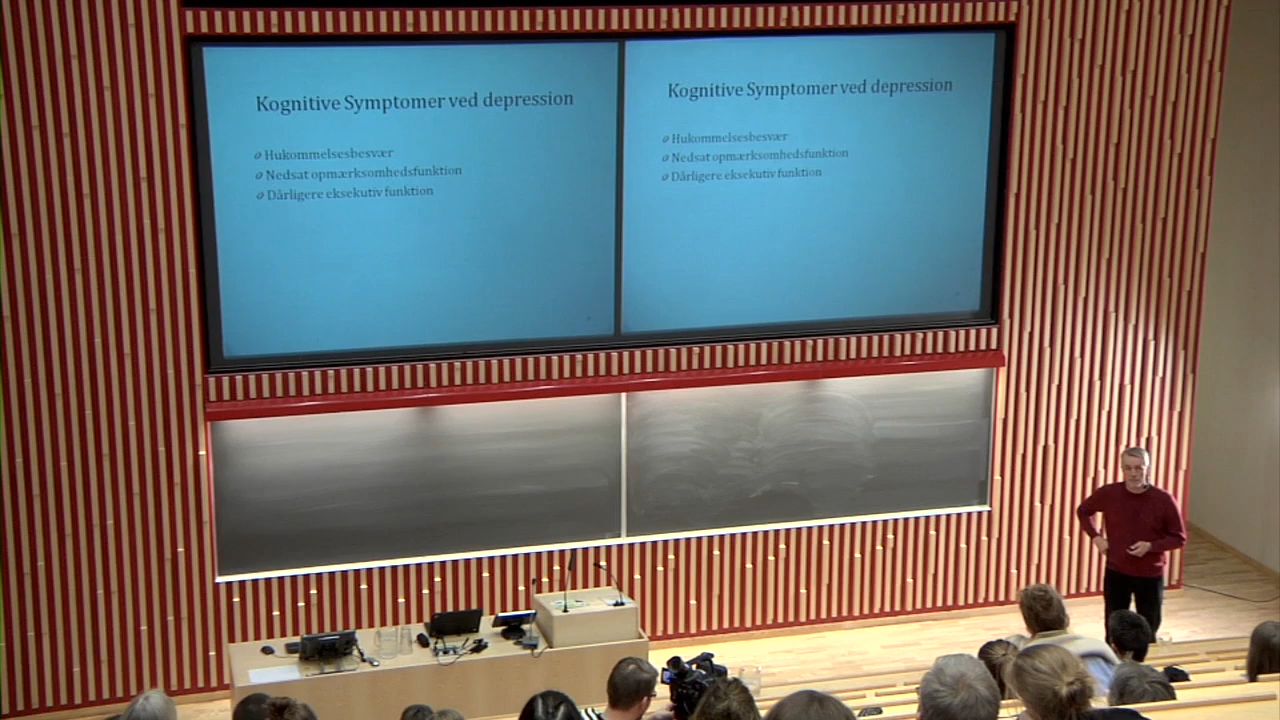 Kognitive Symptomer ved depression
Hukommelsesbesvær
Nedsat opmærksomhedsfunktion
Dårligere eksekutiv funktion
Kognitive Symptomer ved depression
Hukommelsesbesvær
Nedsat opmærksomhedsfunktion
Dårligere eksekutiv funktion